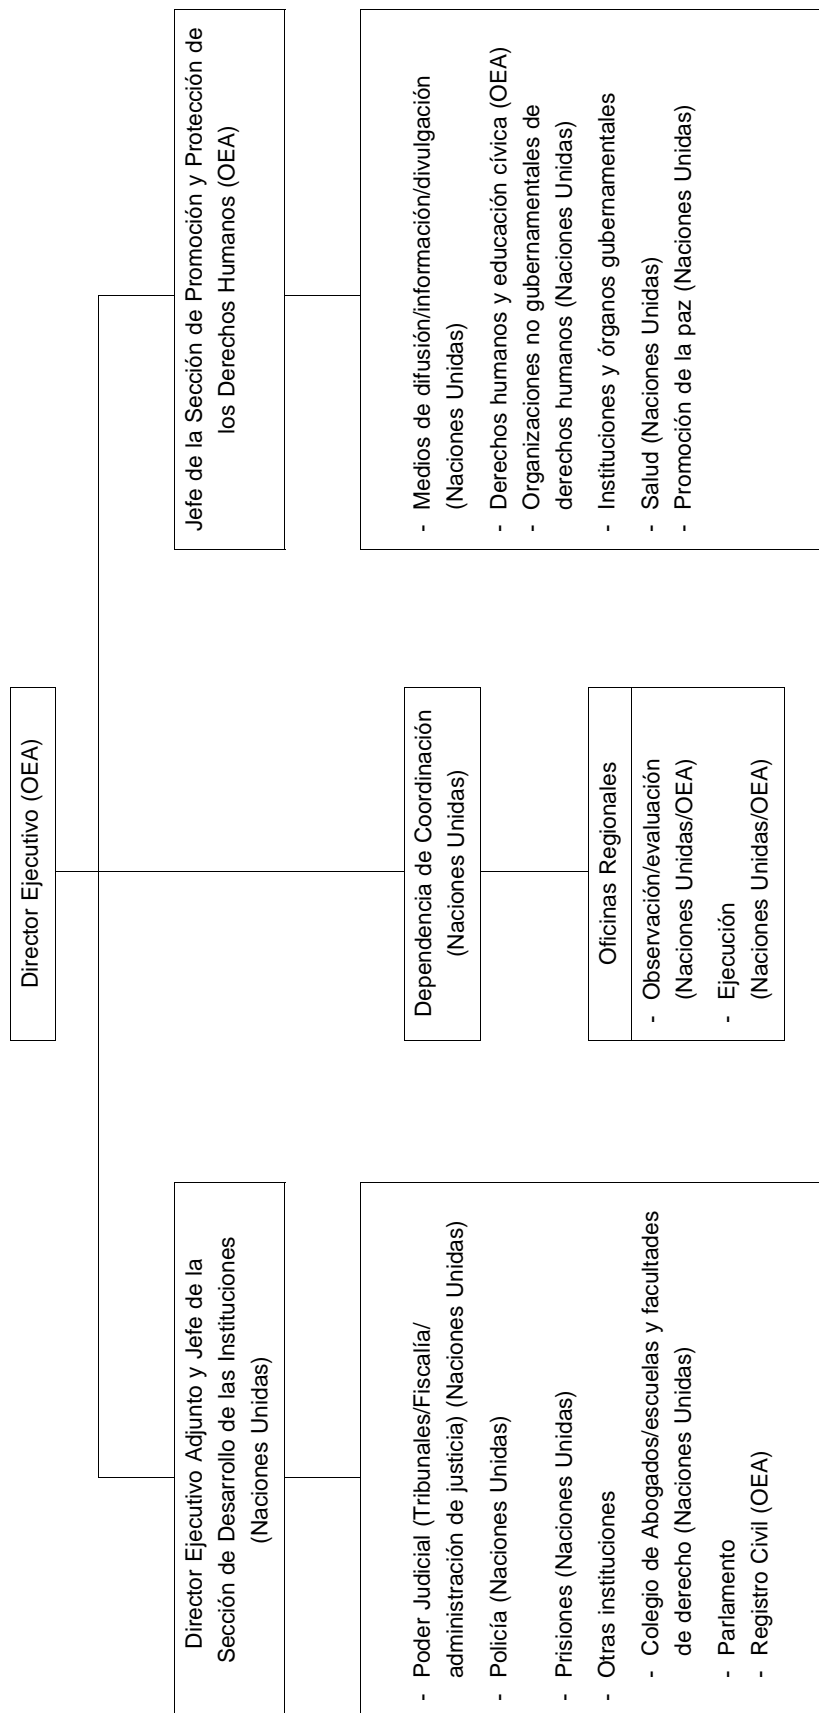 Director Ejecutivo (OEA)
Director Ejecutivo Adjunto y Jefe de la
Sección de Desarrollo de las Instituciones
(Naciones Unidas)
- Poder Judicial (Tribunales/Fiscalía/
administración de justicia) (Naciones Unidas)
- Policía (Naciones Unidas)
- Prisiones (Naciones Unidas)
- Otras instituciones
- Colegio de Abogados/escuelas y facultades
de derecho (Naciones Unidas)
- Parlamento
- Registro Civil (OEA)
Dependencia de Coordinación
(Naciones Unidas)
Oficinas Regionales
- Observación/evaluación
(Naciones Unidas/OEA)
- Ejecución
(Naciones Unidas/OEA)
Jefe de la Sección de Promoción y Protección de
los Derechos Humanos (OEA)
- Medios de difusión/información/divulgación
(Naciones Unidas)
- Derechos humanos y educación cívica (OEA)
- Organizaciones no gubernamentales de
derechos humanos (Naciones Unidas)
- Instituciones y órganos gubernamentales
- Salud (Naciones Unidas)
- Promoción de la paz (Naciones Unidas)